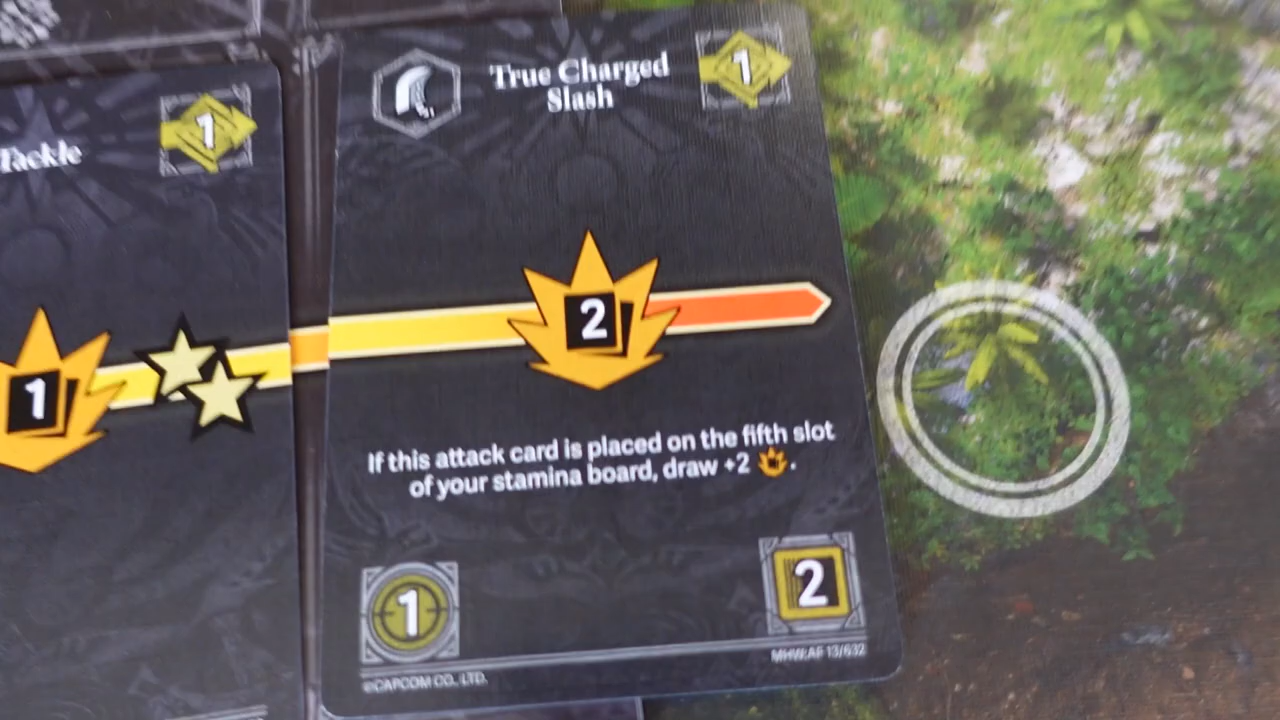 Tackle
1
1
True Charged
Slash
1
2
If this attack card is placed on the fifth slot
of your stamina board, draw +2 .
1
2
MHW:AF 13/632
©CAPCOM CO., LTD.